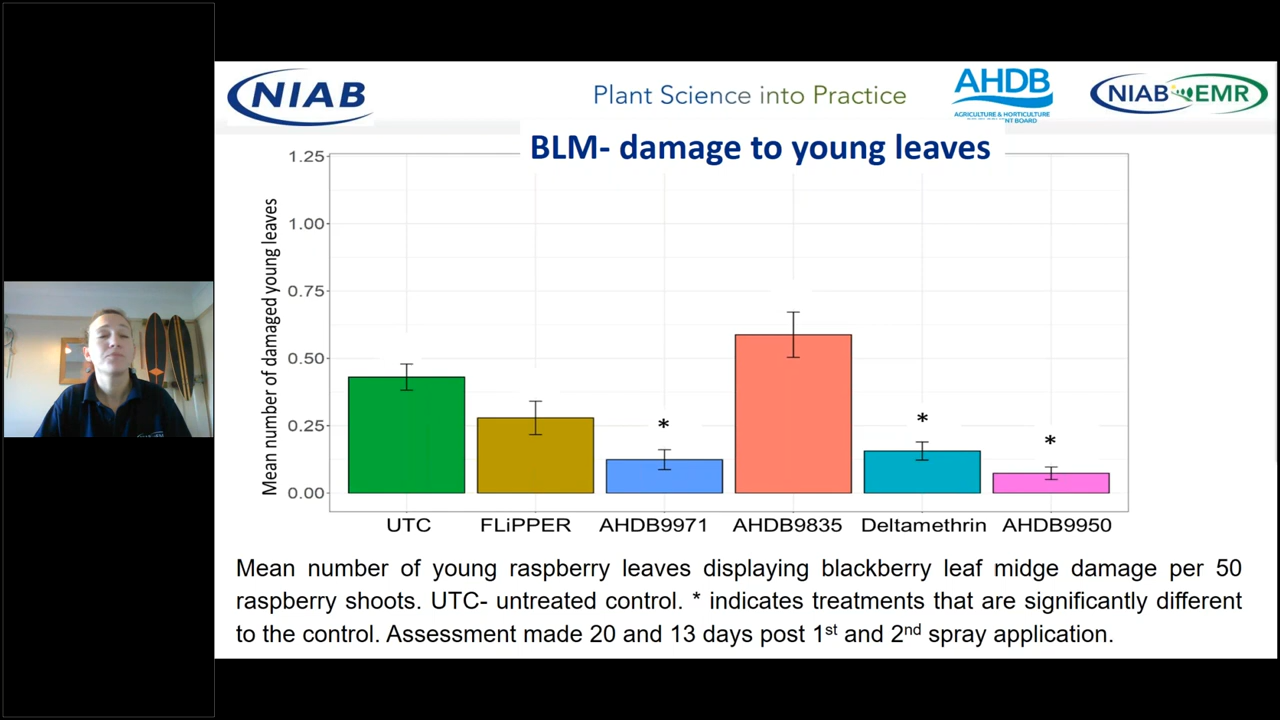 NIAB
Plant Science into Practice
AHDB
AGRICULTURE & HORTICULTURE
DEVELOPMENT BOARD
NIAB EMR
BLM- damage to young leaves
Mean number of damaged young leaves
1.25
1.00
0.75
0.50
0.25
0.00
*
*
*
UTC FLiPPER AHDB9971 AHDB9835 Deltamethrin AHDB9950
Mean number of young raspberry leaves displaying blackberry leaf midge damage per 50
raspberry shoots. UTC- untreated control. * indicates treatments that are significantly different
to the control. Assessment made 20 and 13 days post 1st and 2nd spray application.